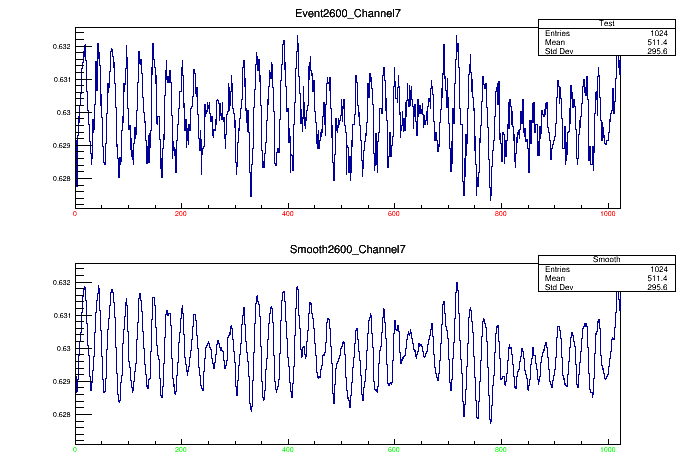 Event2600_Channel7
Test
Entries 1024
Mean 511.4
Std Dev 295.6
0.632
0.631
0.63
0.629
0.628
0 200 400 600 800 1000
Smooth2600_Channel7
Smooth
Entries 1024
Mean 511.4
Std Dev 295.6
0.632
0.631
0.63
0.629
0.628
0 200 400 600 800 1000